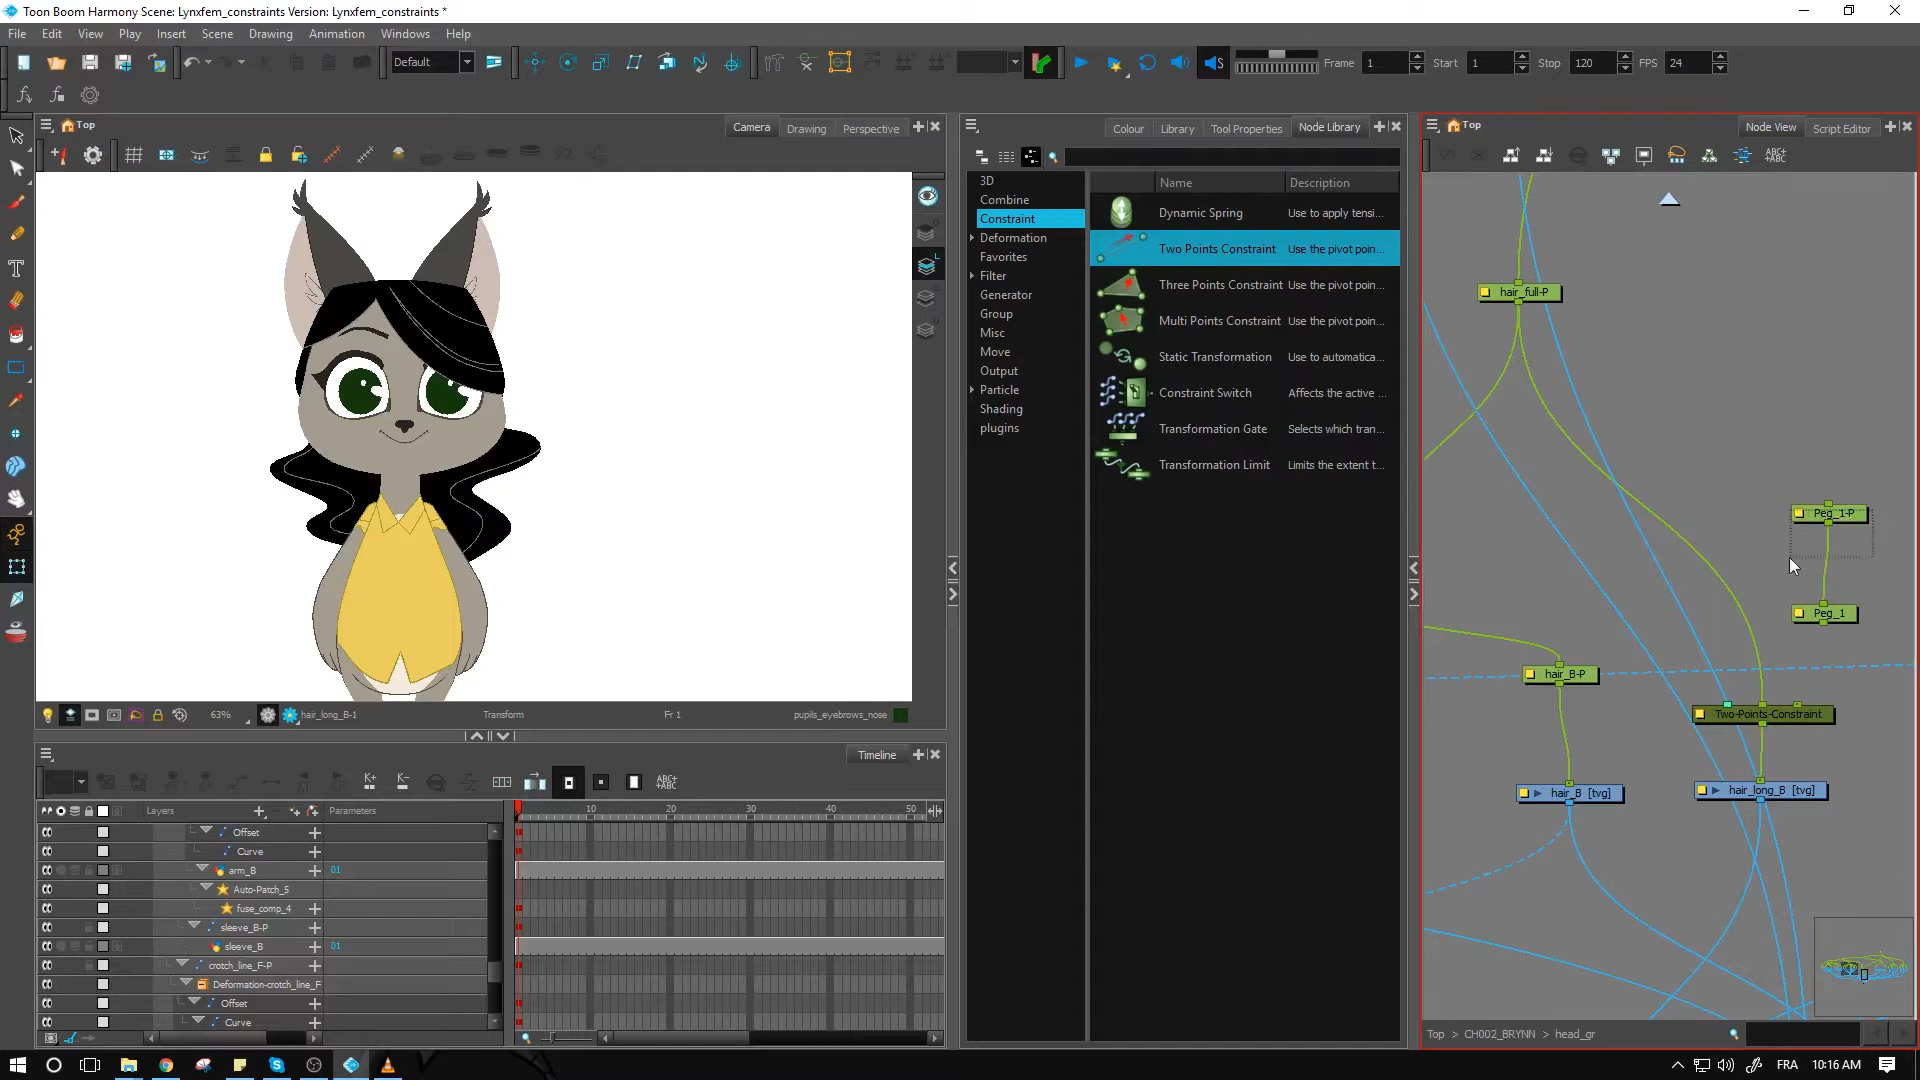 Toon Boom Harmony Scene: Lynxfem_constraints Version: Lynxfem_constraints *
File Edit View Play Insert Scene Drawing Animation Windows Help
Default
Frame 1 Start 1 Stop 120 FPS 24
Top
Camera Drawing Perspective
Colour Library Tool Properties Node Library
Top
Node View Script Editor
ABC+
ABC
3D
Combine
Constraint
Deformation
Favorites
Filter
Generator
Group
Misc
Move
Output
Particle
Shading
plugins
Name Description
Dynamic Spring Use to apply tensi...
Two Points Constraint Use the pivot poin...
Three Points Constraint Use the pivot poin...
Multi Points Constraint Use the pivot poin...
Static Transformation Use to automatica...
Constraint Switch Affects the active ...
Transformation Gate Selects which tran...
Transformation Limit Limits the extent t...
hair_full-P
Peg_1-P
Peg_1
hair_B-P
Two-Points-Constraint
hair_B [tvg]
hair_long_B [tvg]
Top > CH002_BRYNN > head_gr
63% hair_long_B-1 Transform Fr 1 pupils_eyebrows_nose
Timeline
K+ K- ABC+
ABC
Layers Parameters 10 20 30 40 50
Offset
Curve
arm_B 01
Auto-Patch_5
fuse_comp_4
sleeve_B-P
sleeve_B 01
crotch_line_F-P
Deformation-crotch_line_F
Offset
Curve
FRA 10:16 AM